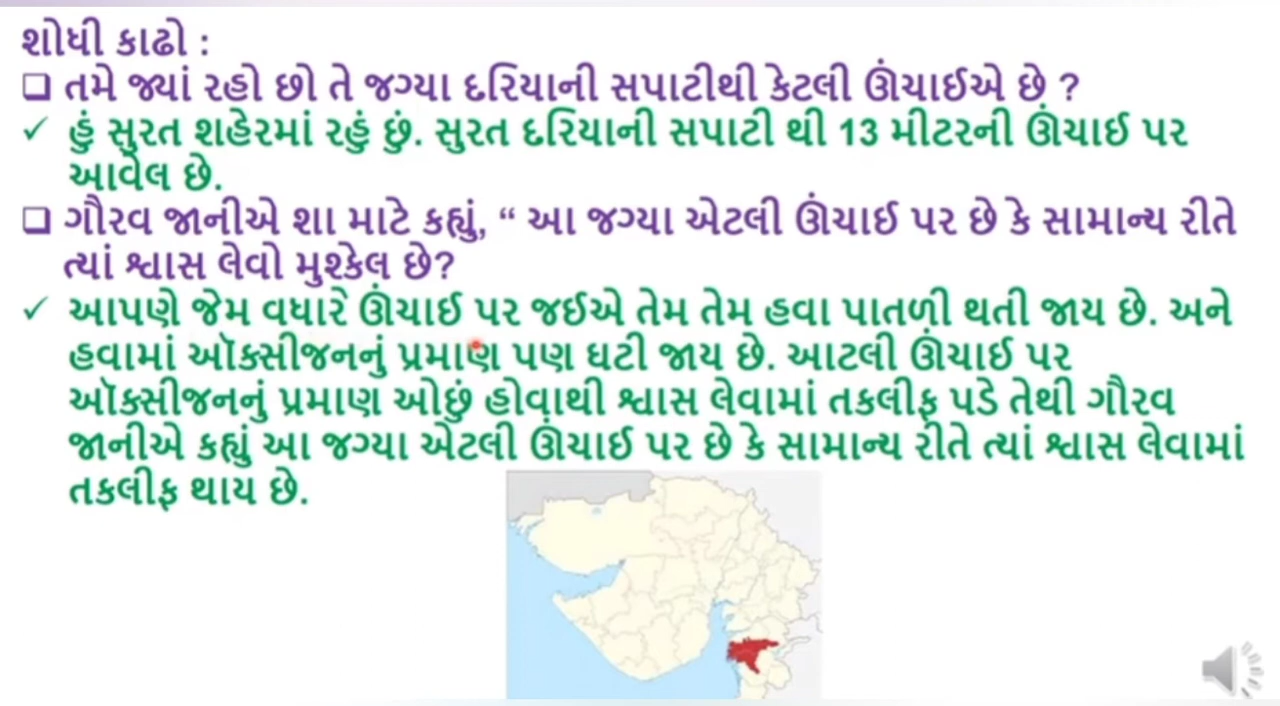 શોધી કાઢો :
❑ તમે જ્યાં રહો છો તે જગ્યા દરિયાની સપાટીથી કેટલી ઊંચાઈએ છે ?
✓ હું સુરત શહેરમાં રહું છું. સુરત દરિયાની સપાટી થી 13 મીટરની ઊંચાઈ પર
આવેલ છે.
❑ ગૌરવ જાનીએ શા માટે કહ્યું, “ આ જગ્યા એટલી ઊંચાઈ પર છે કે સામાન્ય રીતે
ત્યાં શ્વાસ લેવો મુશ્કેલ છે?
✓ આપણે જેમ વધારે ઊંચાઈ પર જઈએ તેમ તેમ હવા પાતળી થતી જાય છે. અને
હવામાં ઑક્સીજનનું પ્રમાણ પણ ઘટી જાય છે. આટલી ઊંચાઈ પર
ઑક્સીજનનું પ્રમાણ ઓછું હોવાથી શ્વાસ લેવામાં તકલીફ પડે તેથી ગૌરવ
જાનીએ કહ્યું આ જગ્યા એટલી ઊંચાઈ પર છે કે સામાન્ય રીતે ત્યાં શ્વાસ લેવામાં
તકલીફ થાય છે.